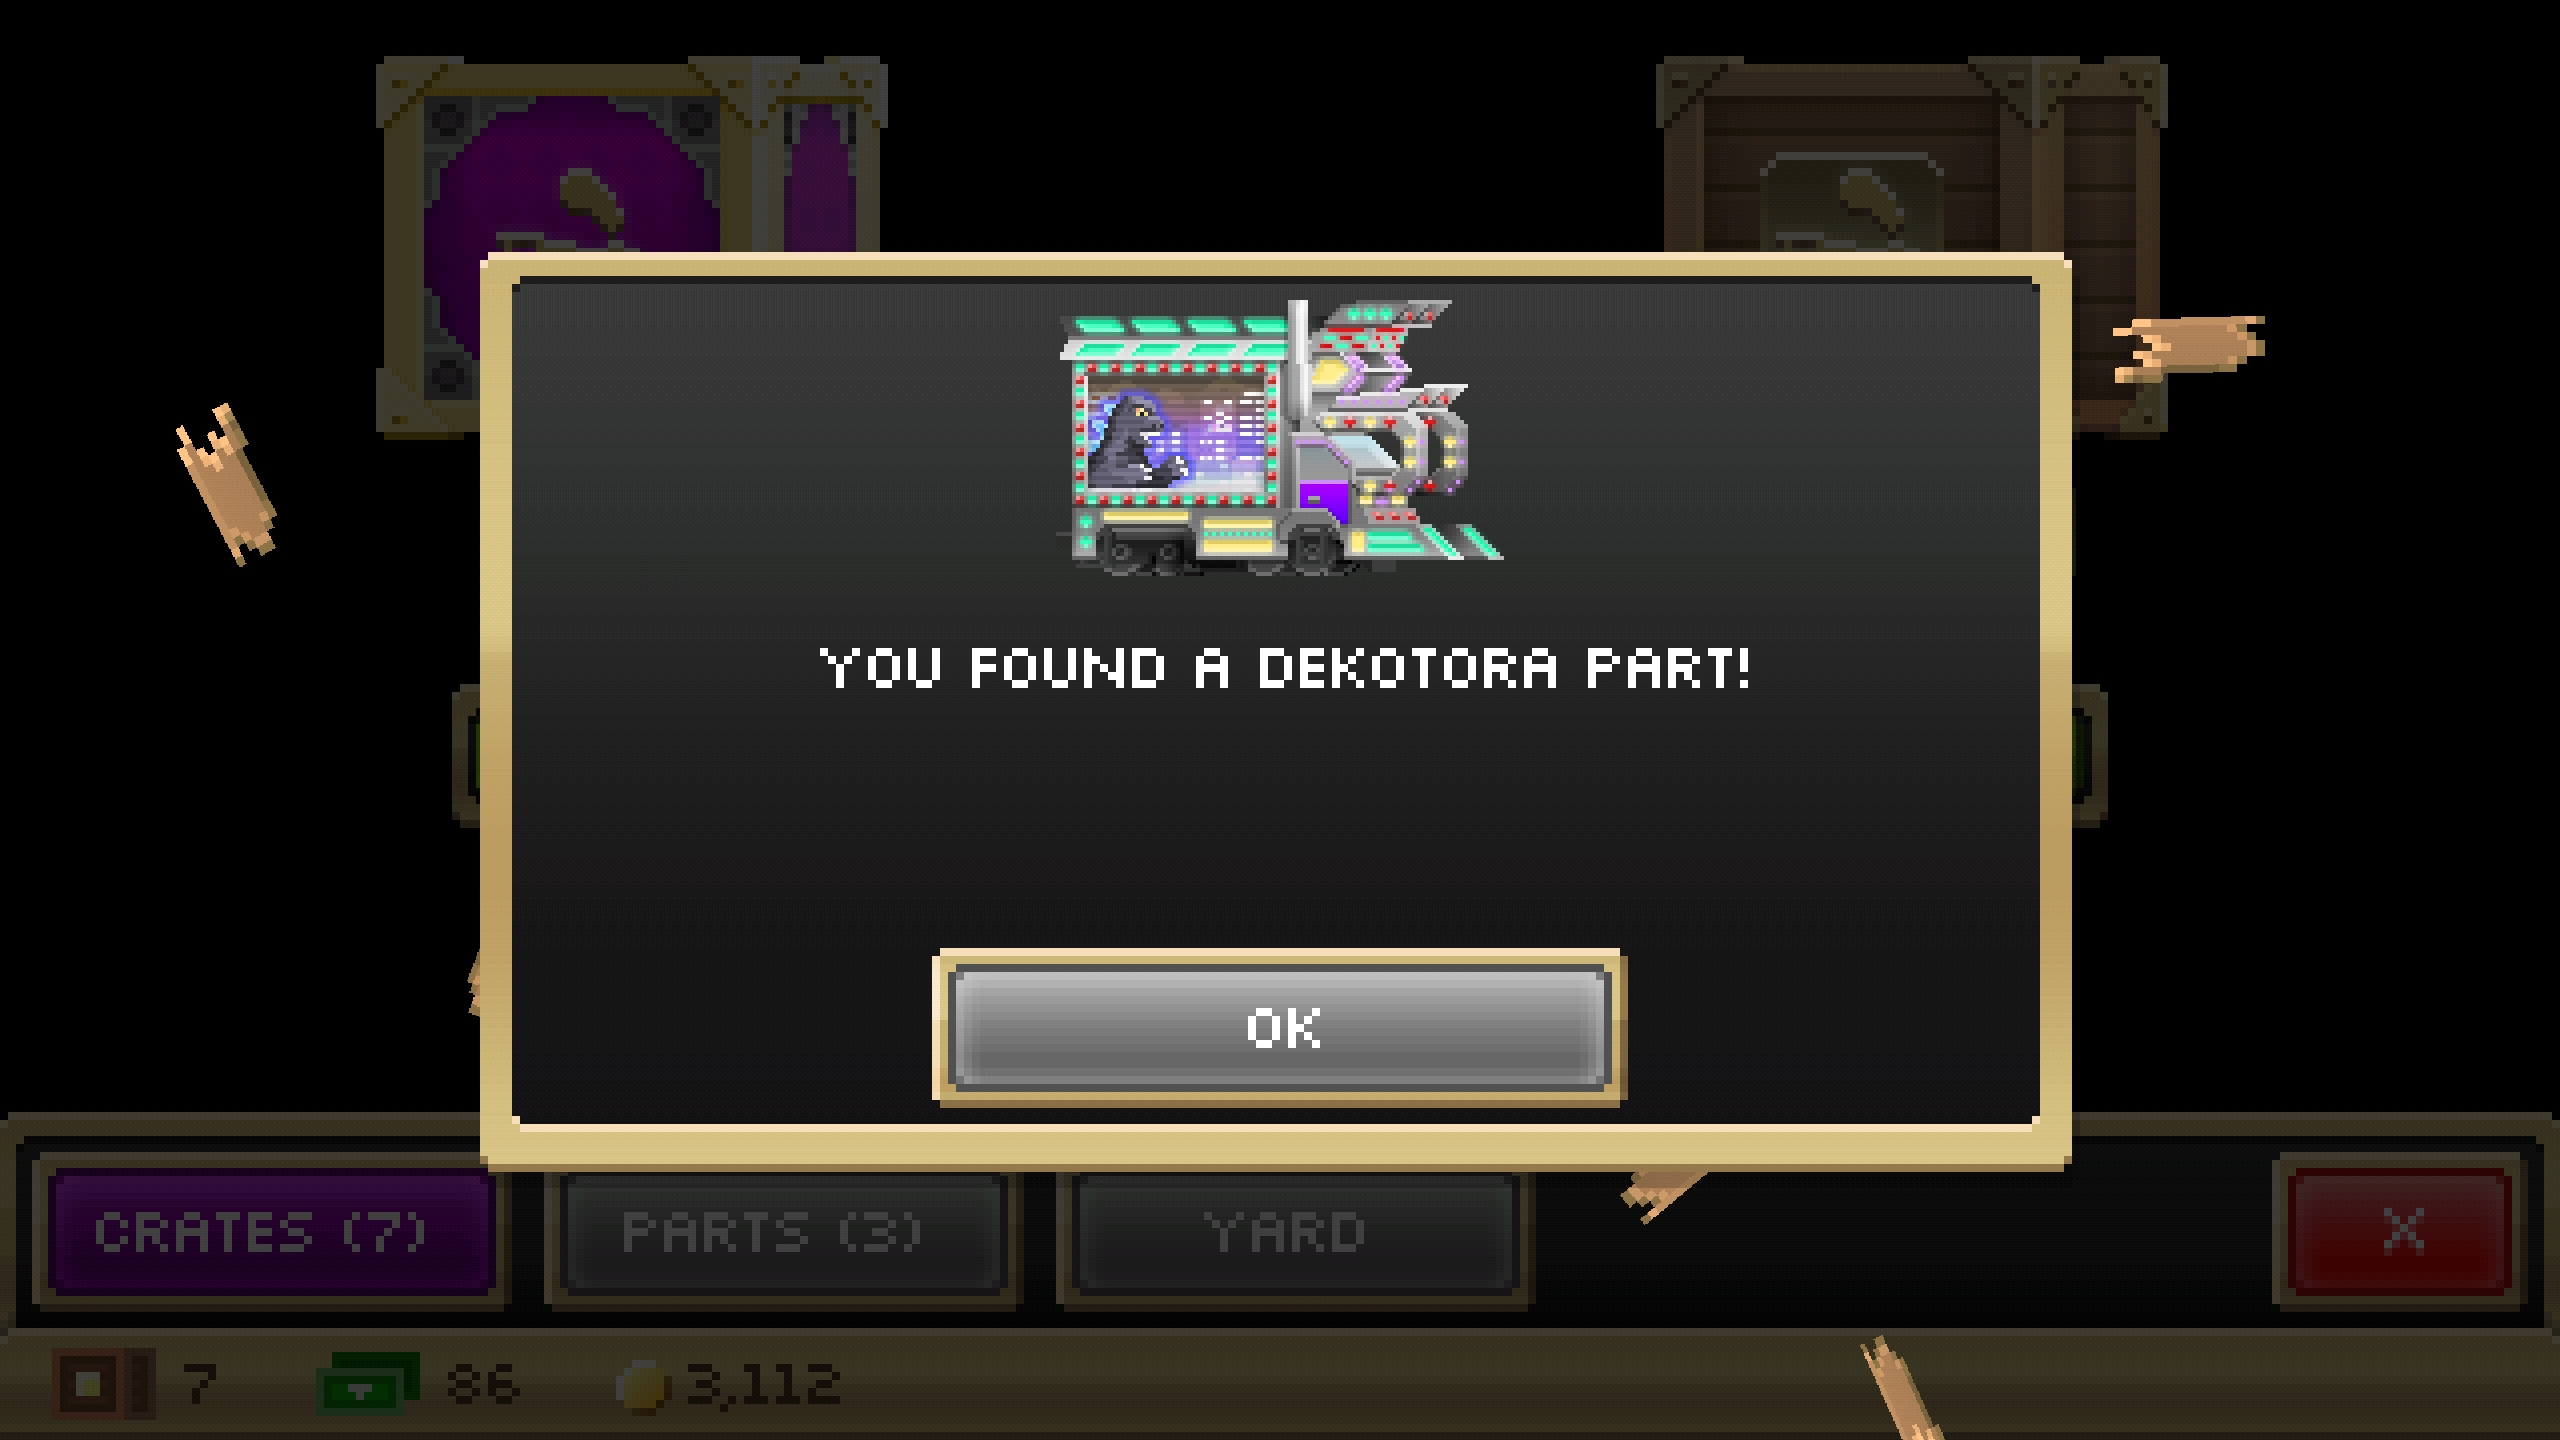 YOU FOUND A DEKOTORA PART!
OK
CRATES (7)
PARTS (3)
YARD
X
7
86
3,112